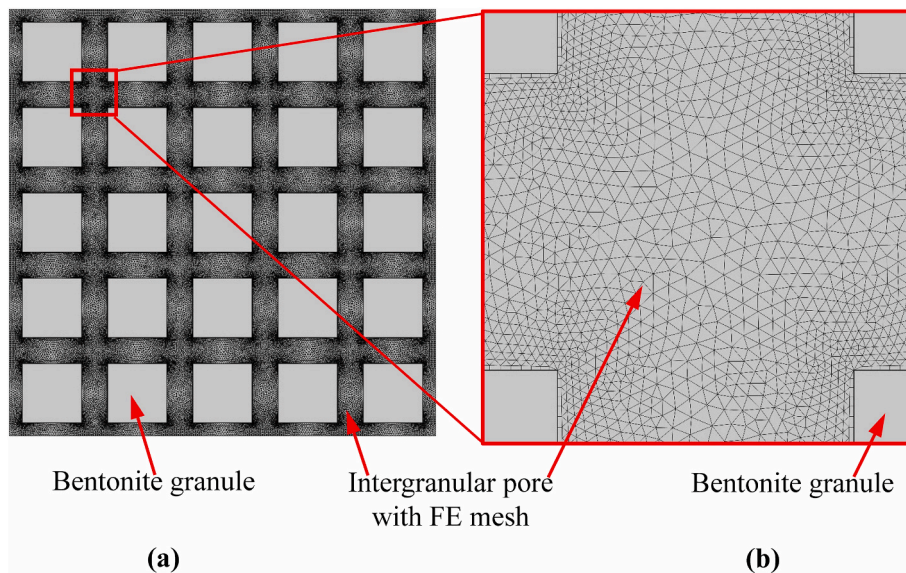 Bentonite granule
Intergranular pore
with FE mesh
Bentonite granule
(a)
(b)